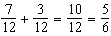 7/12 + 3/12 = 10/12 = 5/6